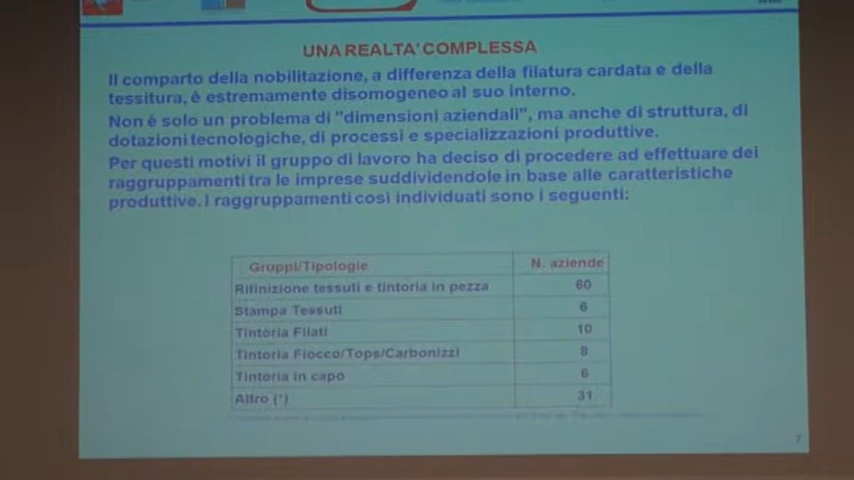 UNA REALTA' COMPLESSA
Il comparto della nobilitazione, a differenza della filatura cardata e della
tessitura, è estremamente disomogeneo al suo interno.
Non è solo un problema di "dimensioni aziendali", ma anche di struttura, di
dotazioni tecnologiche, di processi e specializzazioni produttive.
Per questi motivi il gruppo di lavoro ha deciso di procedere ad effettuare dei
raggruppamenti tra le imprese suddividendole in base alle caratteristiche
produttive. I raggruppamenti così individuati sono i seguenti:
Gruppi/Tipologie N. aziende
Rifinizione tessuti e tintoria in pezza 60
Stampa Tessuti 6
Tintoria Filati 10
Tintoria Fiocco/Tops/Carbonizzi 8
Tintoria in capo 6
Altro (*) 31
7